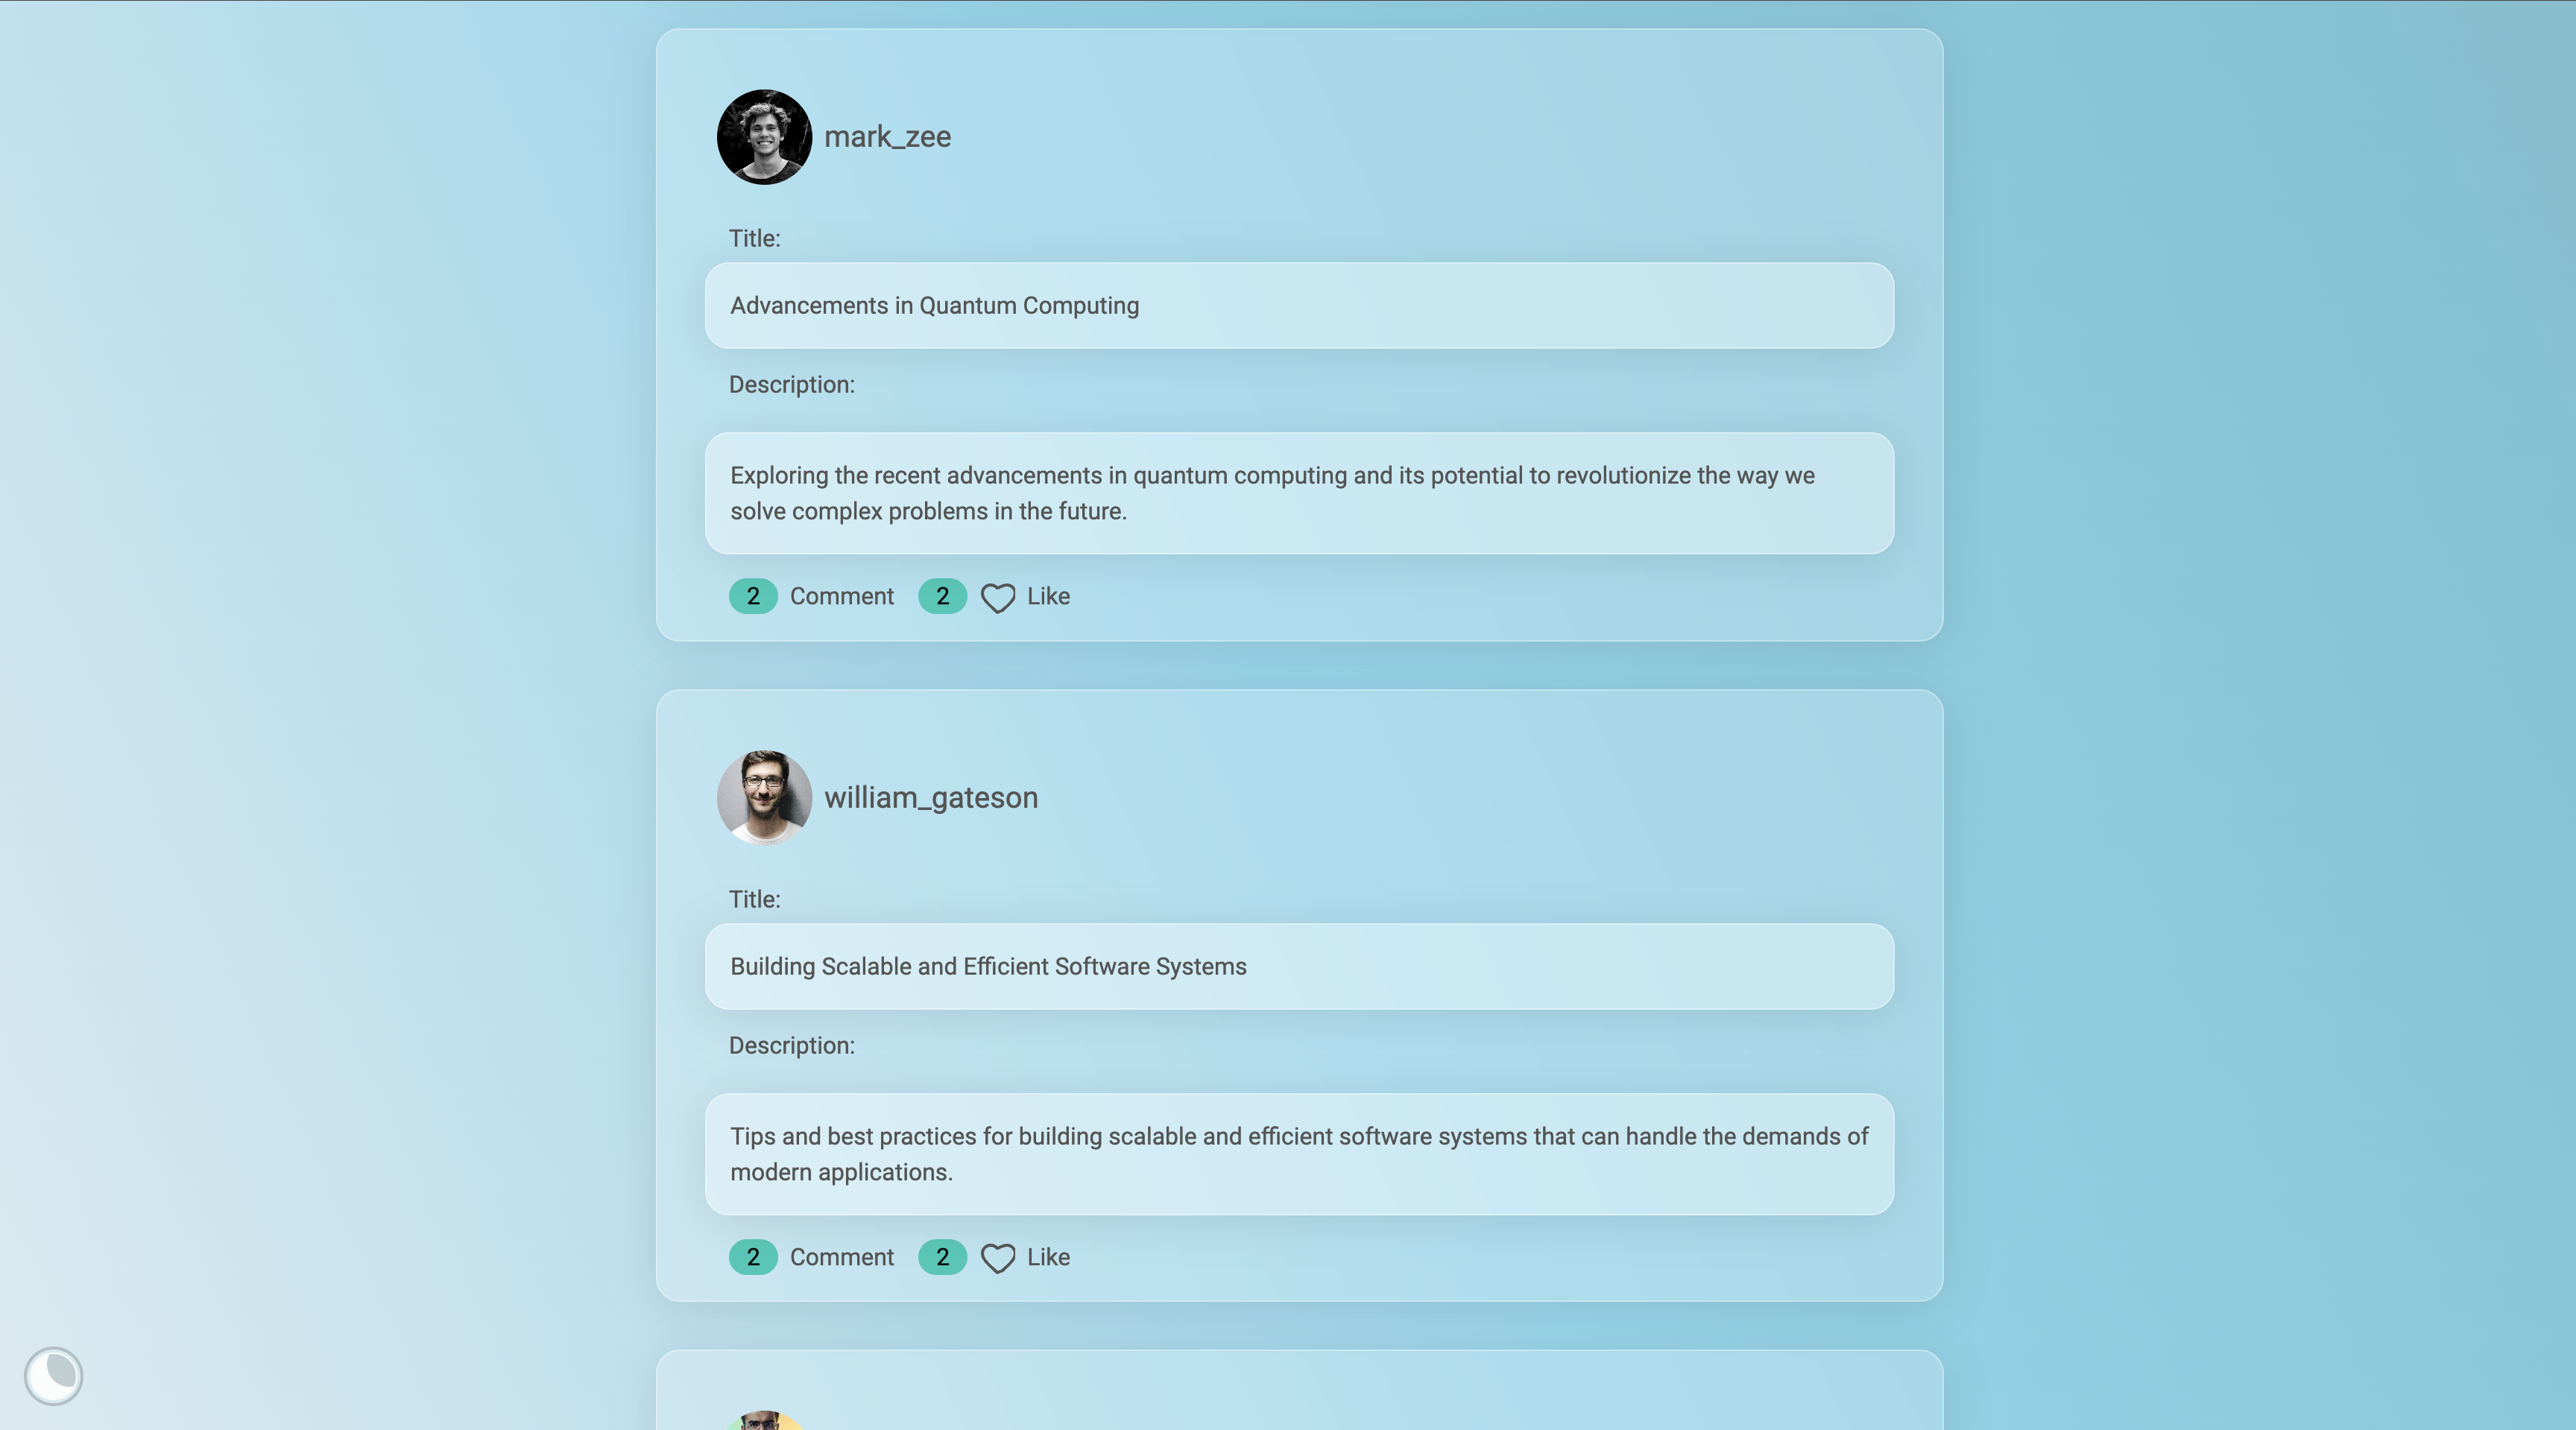 mark_zee
Title:
Advancements in Quantum Computing
Description:
Exploring the recent advancements in quantum computing and its potential to revolutionize the way we
solve complex problems in the future.
2 Comment 2 Like
william_gateson
Title:
Building Scalable and Efficient Software Systems
Description:
Tips and best practices for building scalable and efficient software systems that can handle the demands of
modern applications.
2 Comment 2 Like